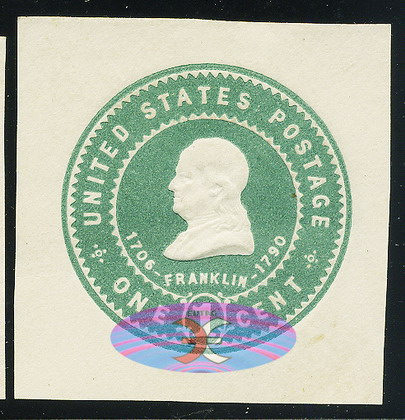 UNITED STATES POSTAGE
1706-FRANKLIN-1790
ONE CENT